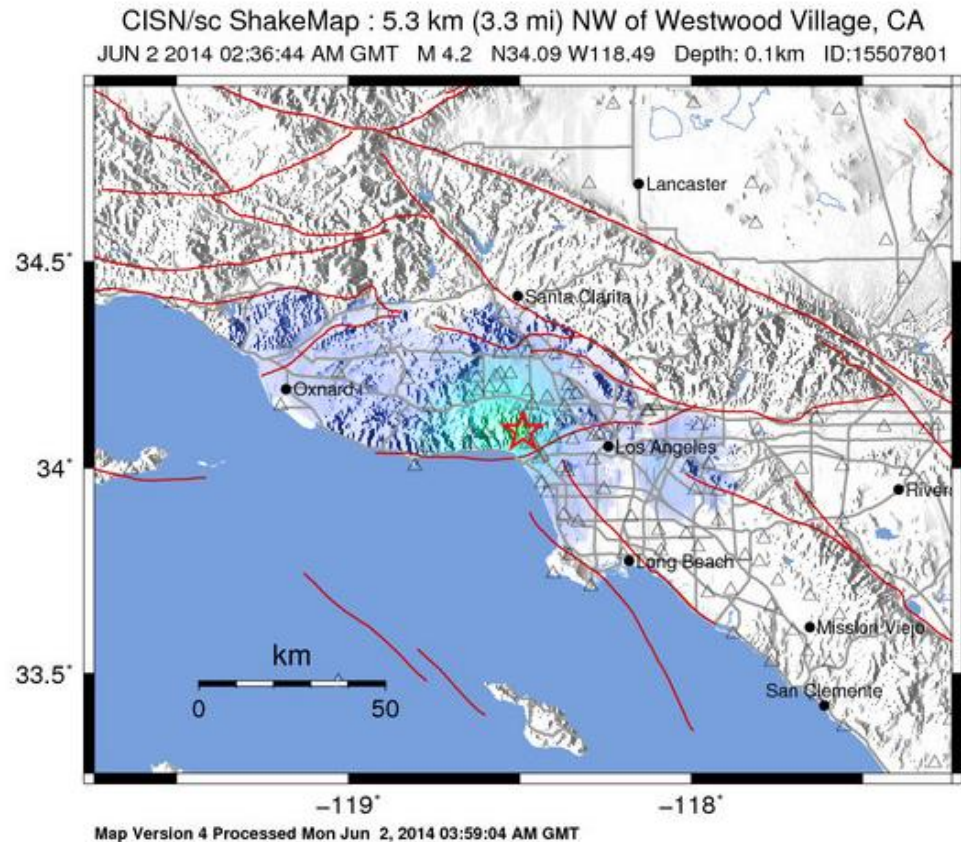 CISN/sc ShakeMap : 5.3 km (3.3 mi) NW of Westwood Village, CA
JUN 2 2014 02:36:44 AM GMT M 4.2 N34.09 W118.49 Depth: 0.1km ID:15507801
Lancaster
34.5°
Santa Clarita
Oxnard
Los Angeles
34°
River
Long Beach
Mission Viejo
km
33.5°
0 50
San Clemente
-119° -118°
Map Version 4 Processed Mon Jun 2, 2014 03:59:04 AM GMT